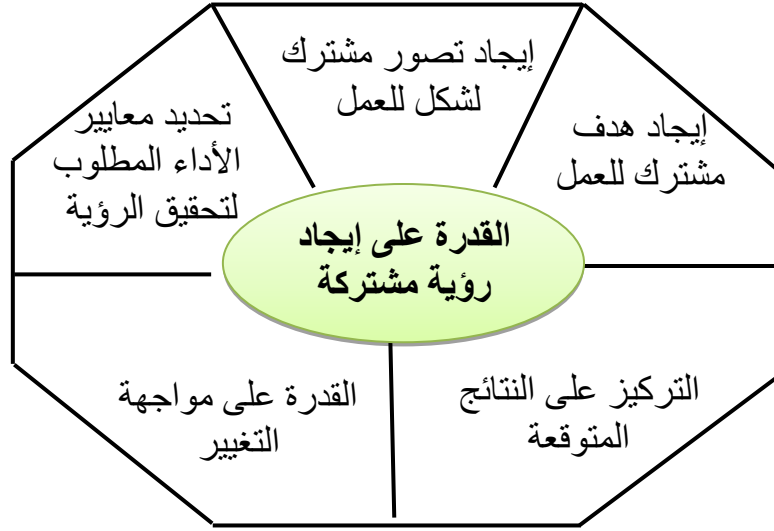 إيجاد تصور مشترك
لشكل للعمل
إيجاد هدف
مشترك للعمل
تحديد معايير
الأداء المطلوب
لتحقيق الرؤية
القدرة على إيجاد
رؤية مشتركة
التركيز على النتائج
المتوقعة
القدرة على مواجهة
التغيير